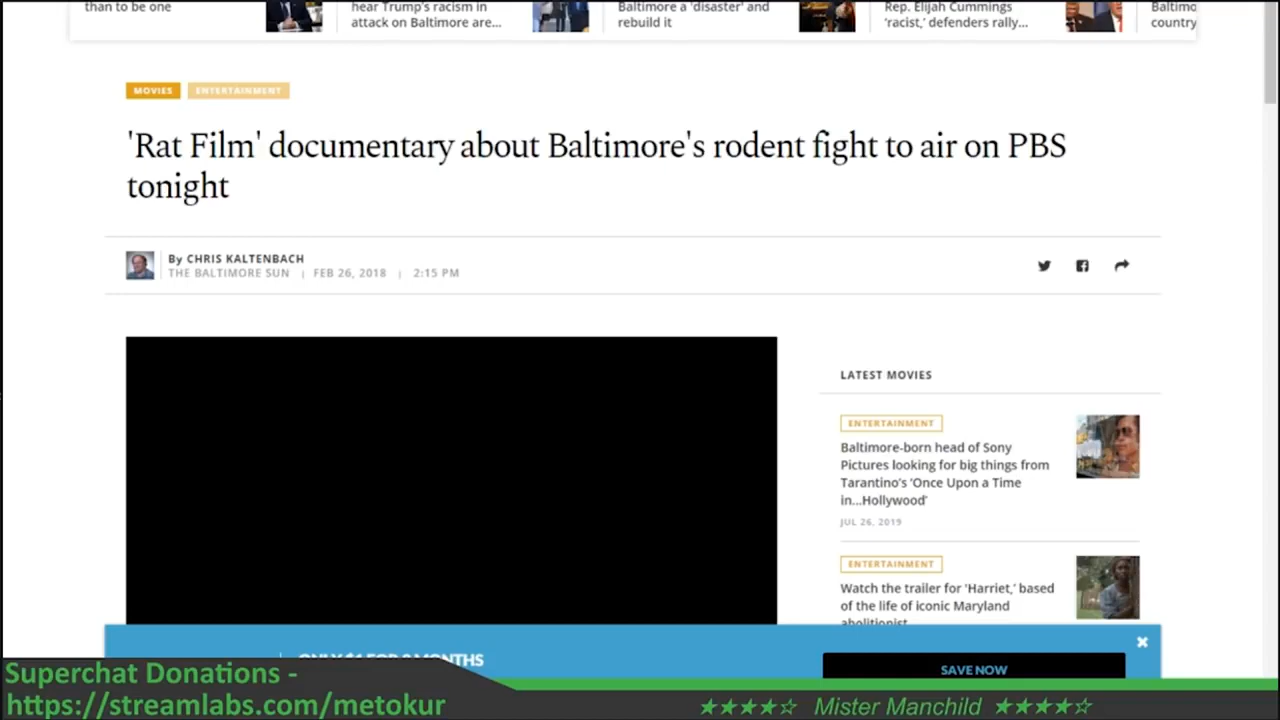 than to be one
hear Trump's racism in
attack on Baltimore are...
Baltimore a 'disaster' and
rebuild it
Rep. Elijah Cummings
'racist,' defenders rally...
Baltimo
country
MOVIES
ENTERTAINMENT
'Rat Film' documentary about Baltimore's rodent fight to air on PBS
tonight
By CHRIS KALTENBACH
THE BALTIMORE SUN | FEB 26, 2018 | 2:15 PM
LATEST MOVIES
ENTERTAINMENT
Baltimore-born head of Sony
Pictures looking for big things from
Tarantino's 'Once Upon a Time
in...Hollywood'
JUL 26, 2019
ENTERTAINMENT
Watch the trailer for 'Harriet,' based
of the life of iconic Maryland
abolitionist
MONTHS
SAVE NOW
Superchat Donations -
https://streamlabs.com/metokur
★★★★☆ Mister Manchild ★★★★☆